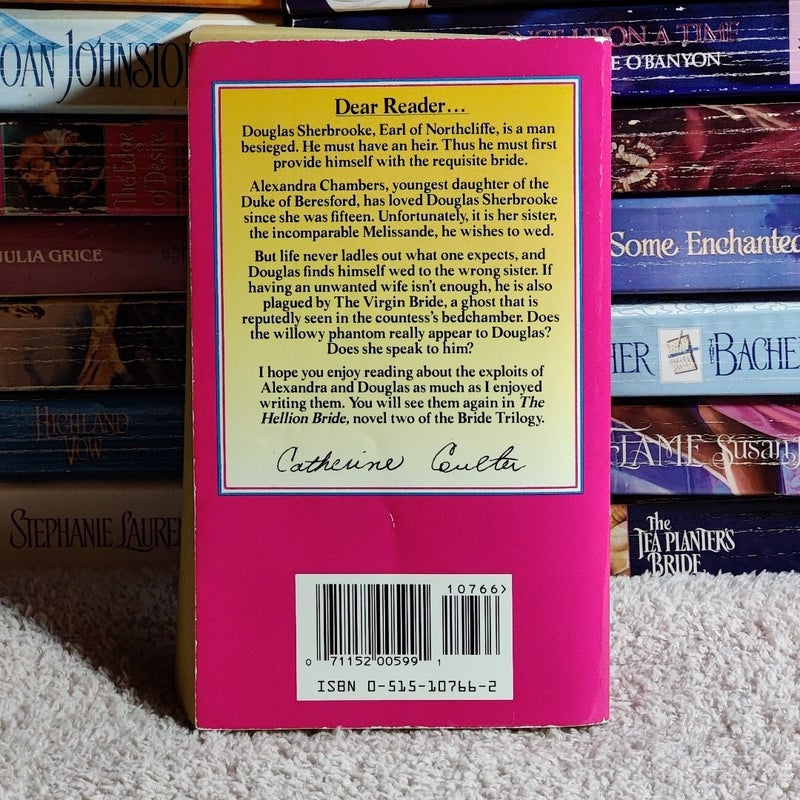 OAN JOHNSTO
The Edge
of Desire
JULIA GRICE
HIGHLAND
VOW
STEPHANIE LAURE
Dear Reader...
Douglas Sherbrooke, Earl of Northcliffe, is a man
besieged. He must have an heir. Thus he must first
provide himself with the requisite bride.
Alexandra Chambers, youngest daughter of the
Duke of Beresford, has loved Douglas Sherbrooke
since she was fifteen. Unfortunately, it is her sister,
the incomparable Melissande, he wishes to wed.
But life never ladles out what one expects, and
Douglas finds himself wed to the wrong sister. If
having an unwanted wife isn't enough, he is also
plagued by The Virgin Bride, a ghost that is
reputedly seen in the countess's bedchamber. Does
the willowy phantom really appear to Douglas?
Does she speak to him?
I hope you enjoy reading about the exploits of
Alexandra and Douglas as much as I enjoyed
writing them. You will see them again in The
Hellion Bride, novel two of the Bride Trilogy.
Catherine Coulter
10766>
0 71152 00599 1
ISBN 0-515-10766-2
ONCE UPON A TIME
E O'BANYON
Some Enchanted
HER THE BACHE
LAME Susan
The
TEA PLANTER'S
BRIDE